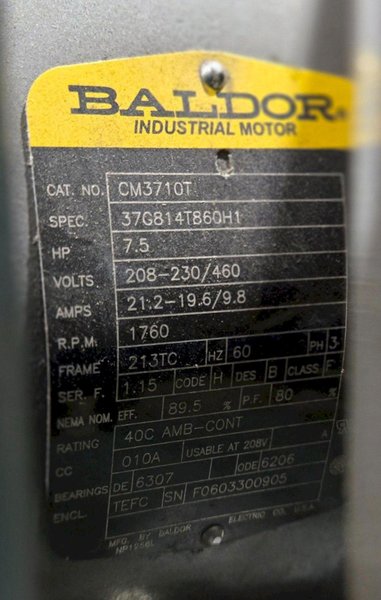 BALDOR®
INDUSTRIAL MOTOR
CAT. NO. CM3710T
SPEC. 37G814T860H1
HP 7.5
VOLTS 208-230/460
AMPS 21.2-19.6/9.8
R.P.M. 1760
FRAME 213TC HZ 60 PH 3
SER. F. 1.15 CODE H DES B CLASS F
NEMA NOM. EFF. 89.5 % P.F. 80 %
RATING 40C AMB-CONT
CC 010A USABLE AT 208V A
BEARINGS DE 6307 ODE 6206
ENCL. TEFC SN F0603300905
MFG. BY BALDOR ELECTRIC CO., U.S.A.